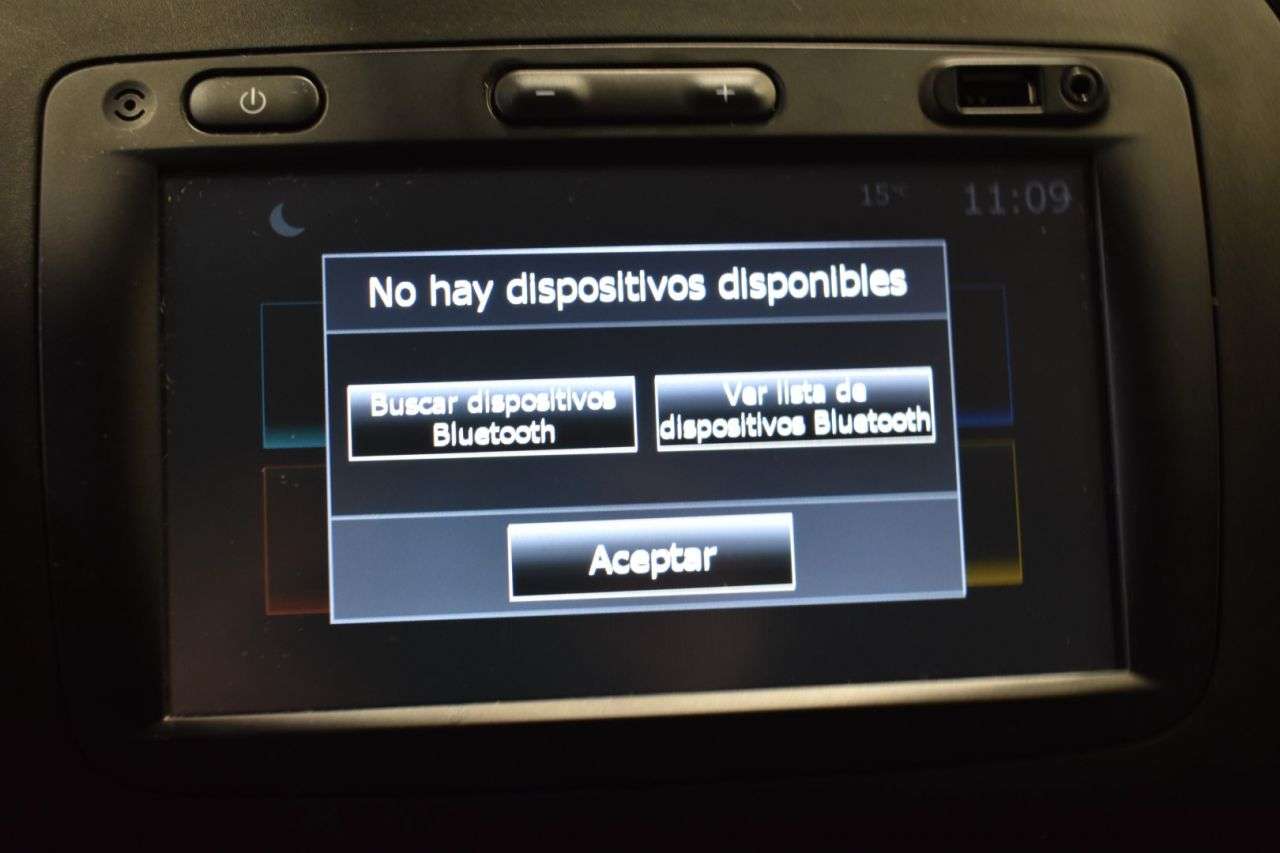 15°C 11:09
No hay dispositivos disponibles
Buscar dispositivos
Bluetooth
Ver lista de
dispositivos Bluetooth
Aceptar